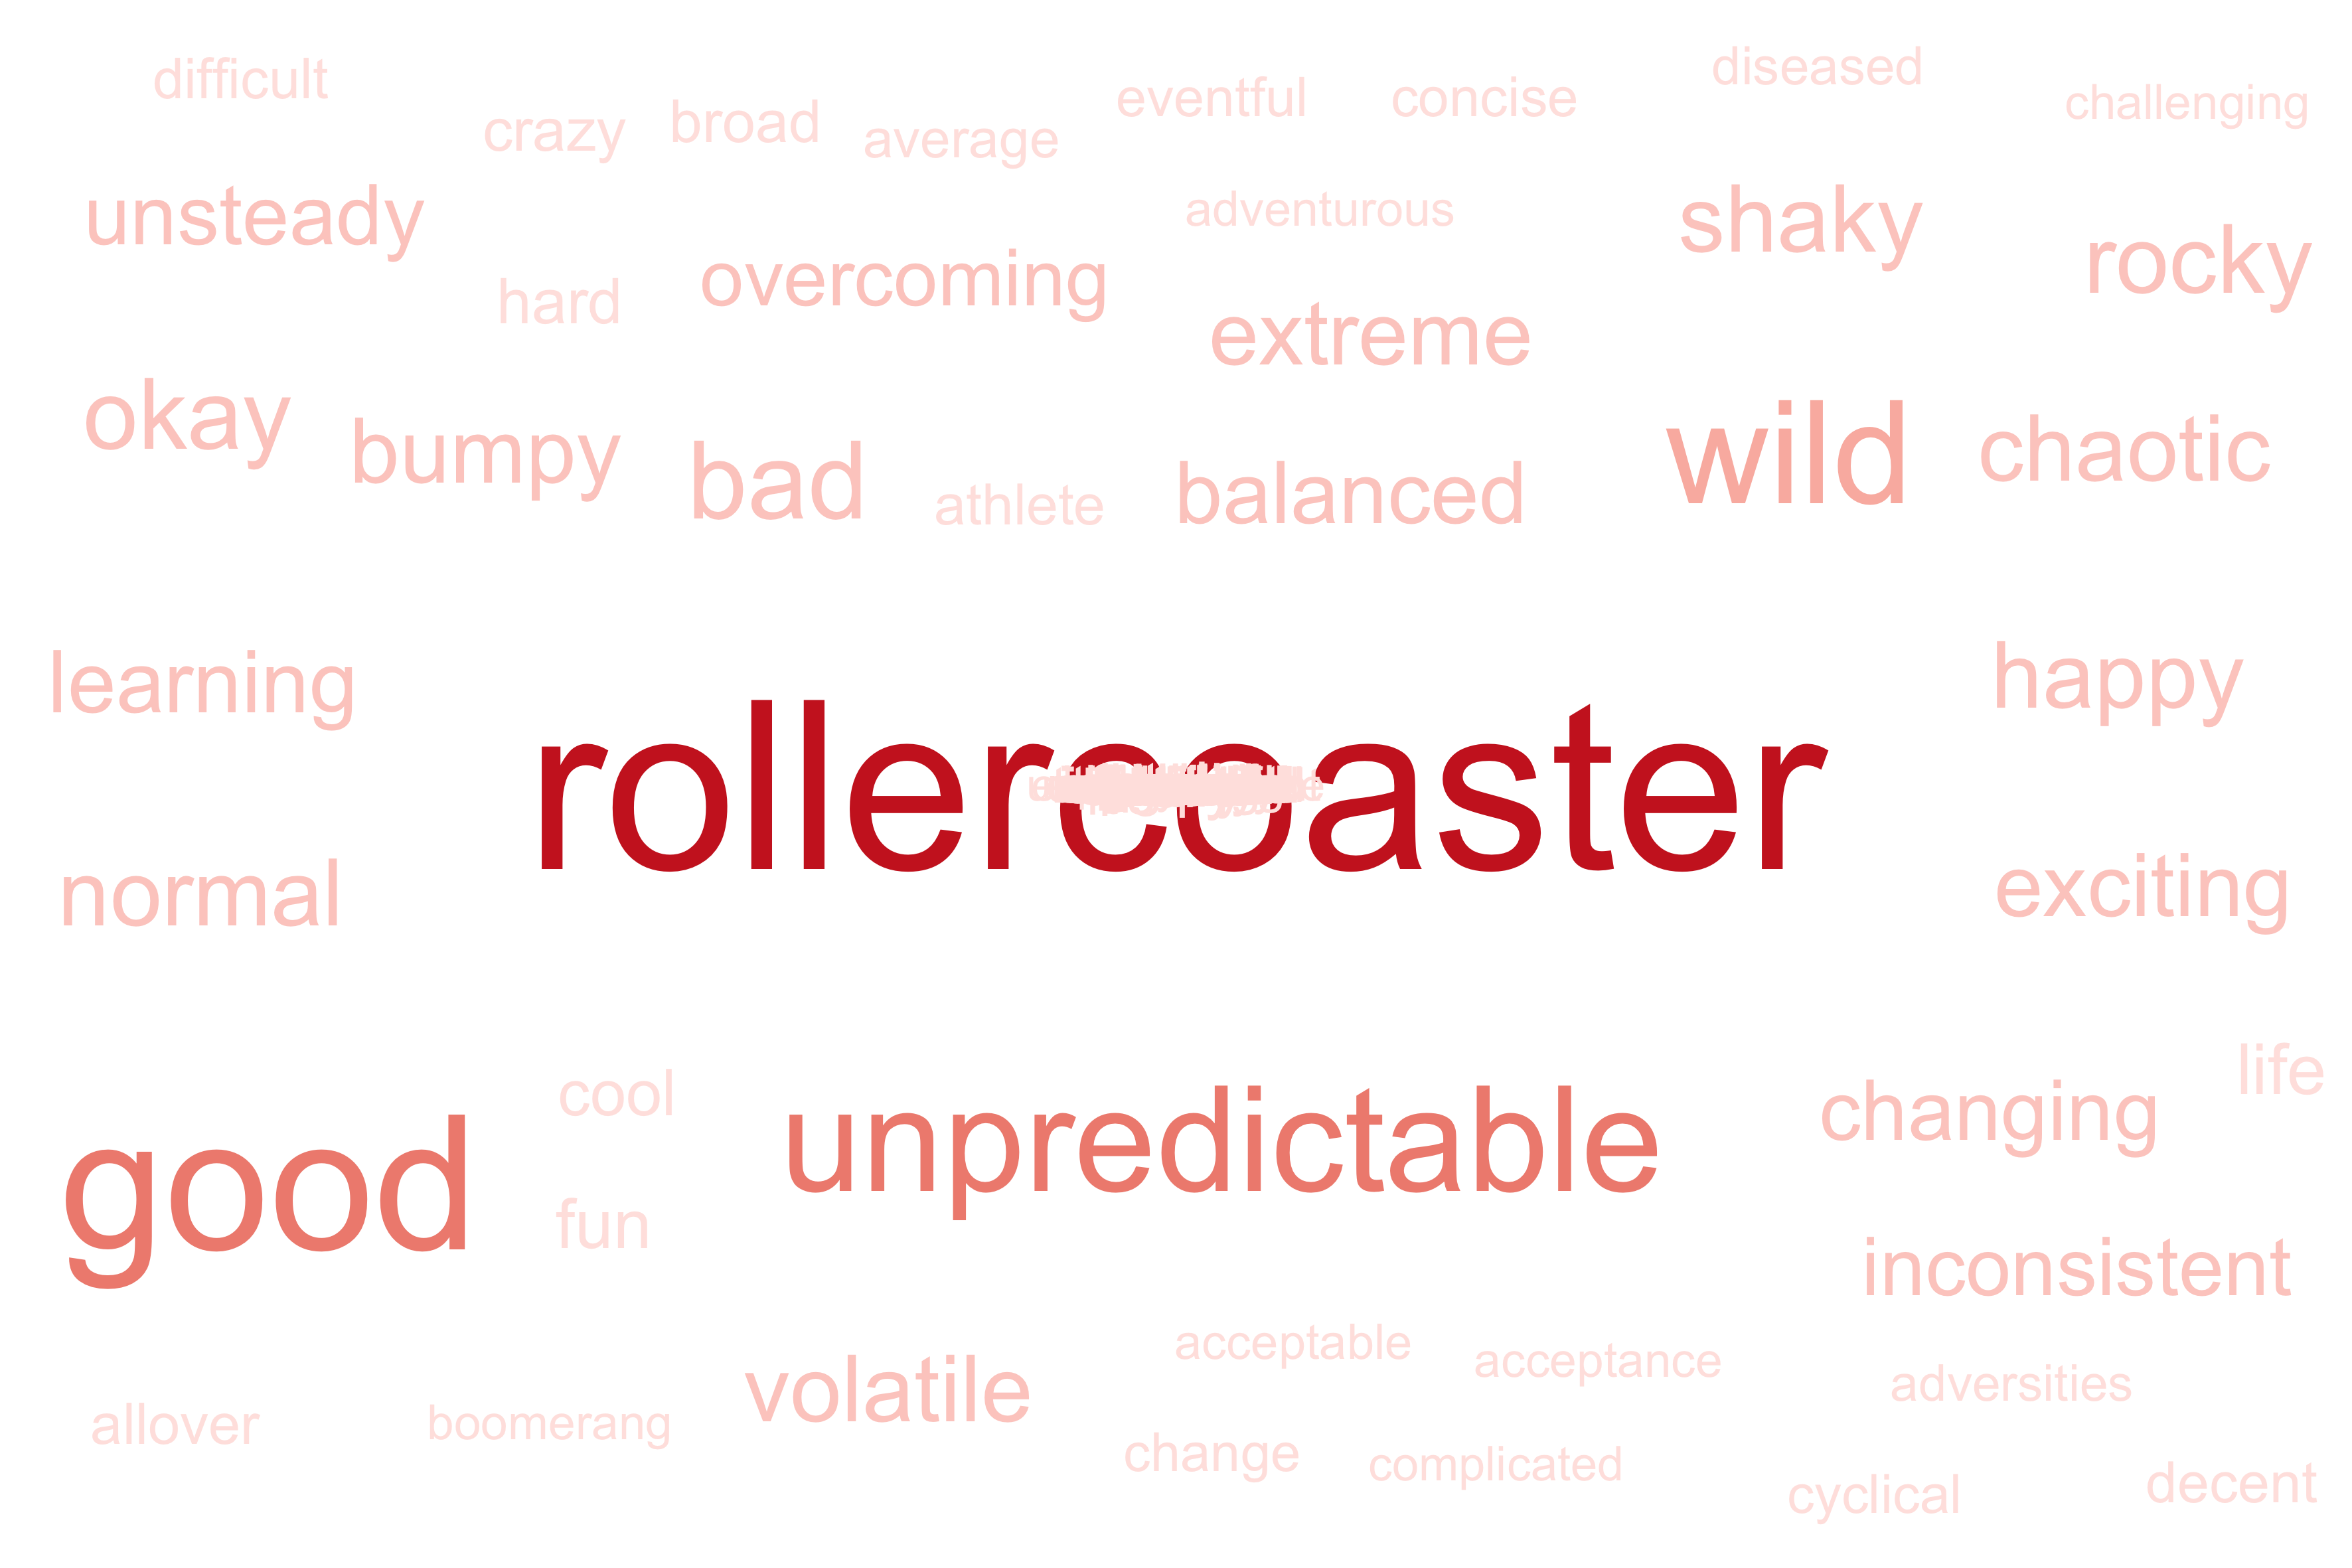 difficult
crazy
broad
average
eventful
concise
diseased
challenging
unsteady
adventurous
shaky
rocky
hard
overcoming
extreme
okay
bumpy
bad
athlete
balanced
wild
chaotic
learning
happy
rollercoaster
normal
exciting
cool
life
good
unpredictable
changing
fun
inconsistent
volatile
acceptable
acceptance
adversities
allover
boomerang
change
complicated
cyclical
decent